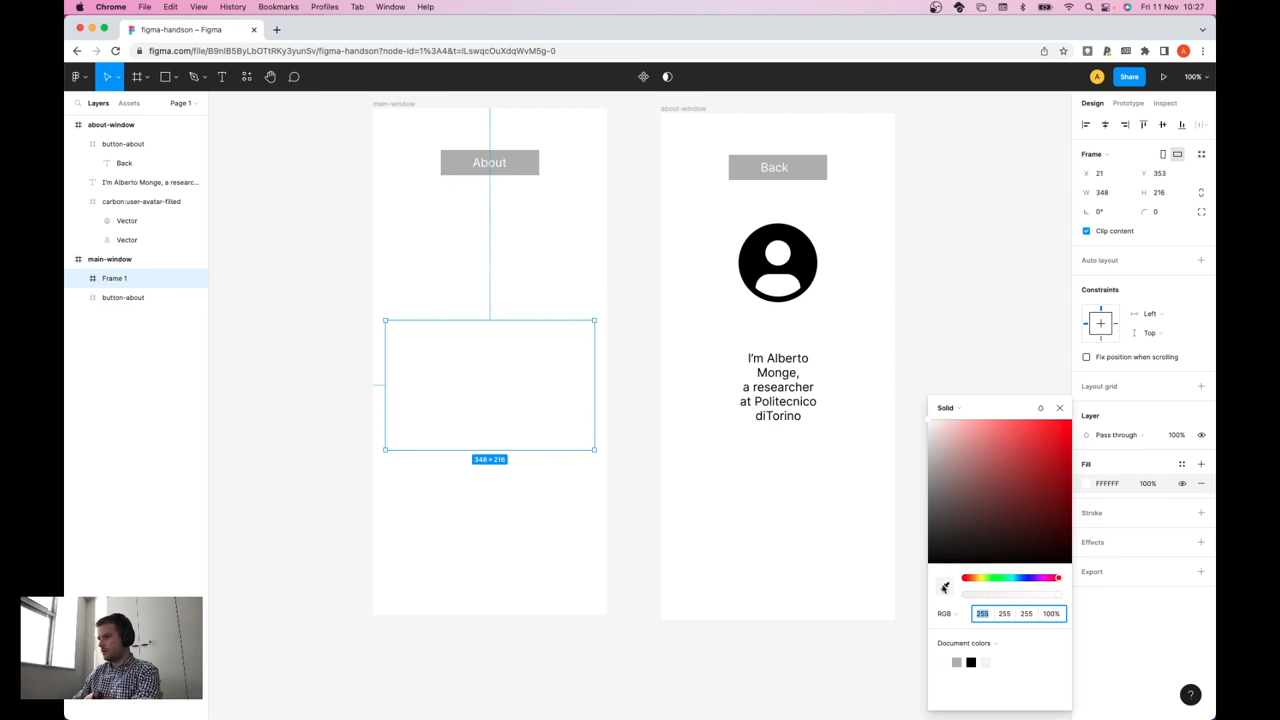 Chrome File Edit View History Bookmarks Profiles Tab Window Help
Fri 11 Nov 10:27
figma-handson – Figma
figma.com/file/B9nIB5ByLbOTtRKy3yunSv/figma-handson?node-id=1%3A4&t=ILswqcOuXdqWvM5g-0
A
A Share 100%
Layers Assets Page 1
about-window
button-about
Back
I'm Alberto Monge, a researc...
carbon:user-avatar-filled
Vector
Vector
main-window
Frame 1
button-about
main-window
About
348 × 216
about-window
Back
I'm Alberto
Monge,
a researcher
at Politecnico
diTorino
Design Prototype Inspect
Frame
X 21 Y 353
W 348 H 216
0° 0
Clip content
Auto layout
Constraints
Left
Top
Fix position when scrolling
Layout grid
Layer
Pass through 100%
Fill
FFFFFF 100%
Stroke
Effects
Export
Solid
RGB 255 255 255 100%
Document colors
?